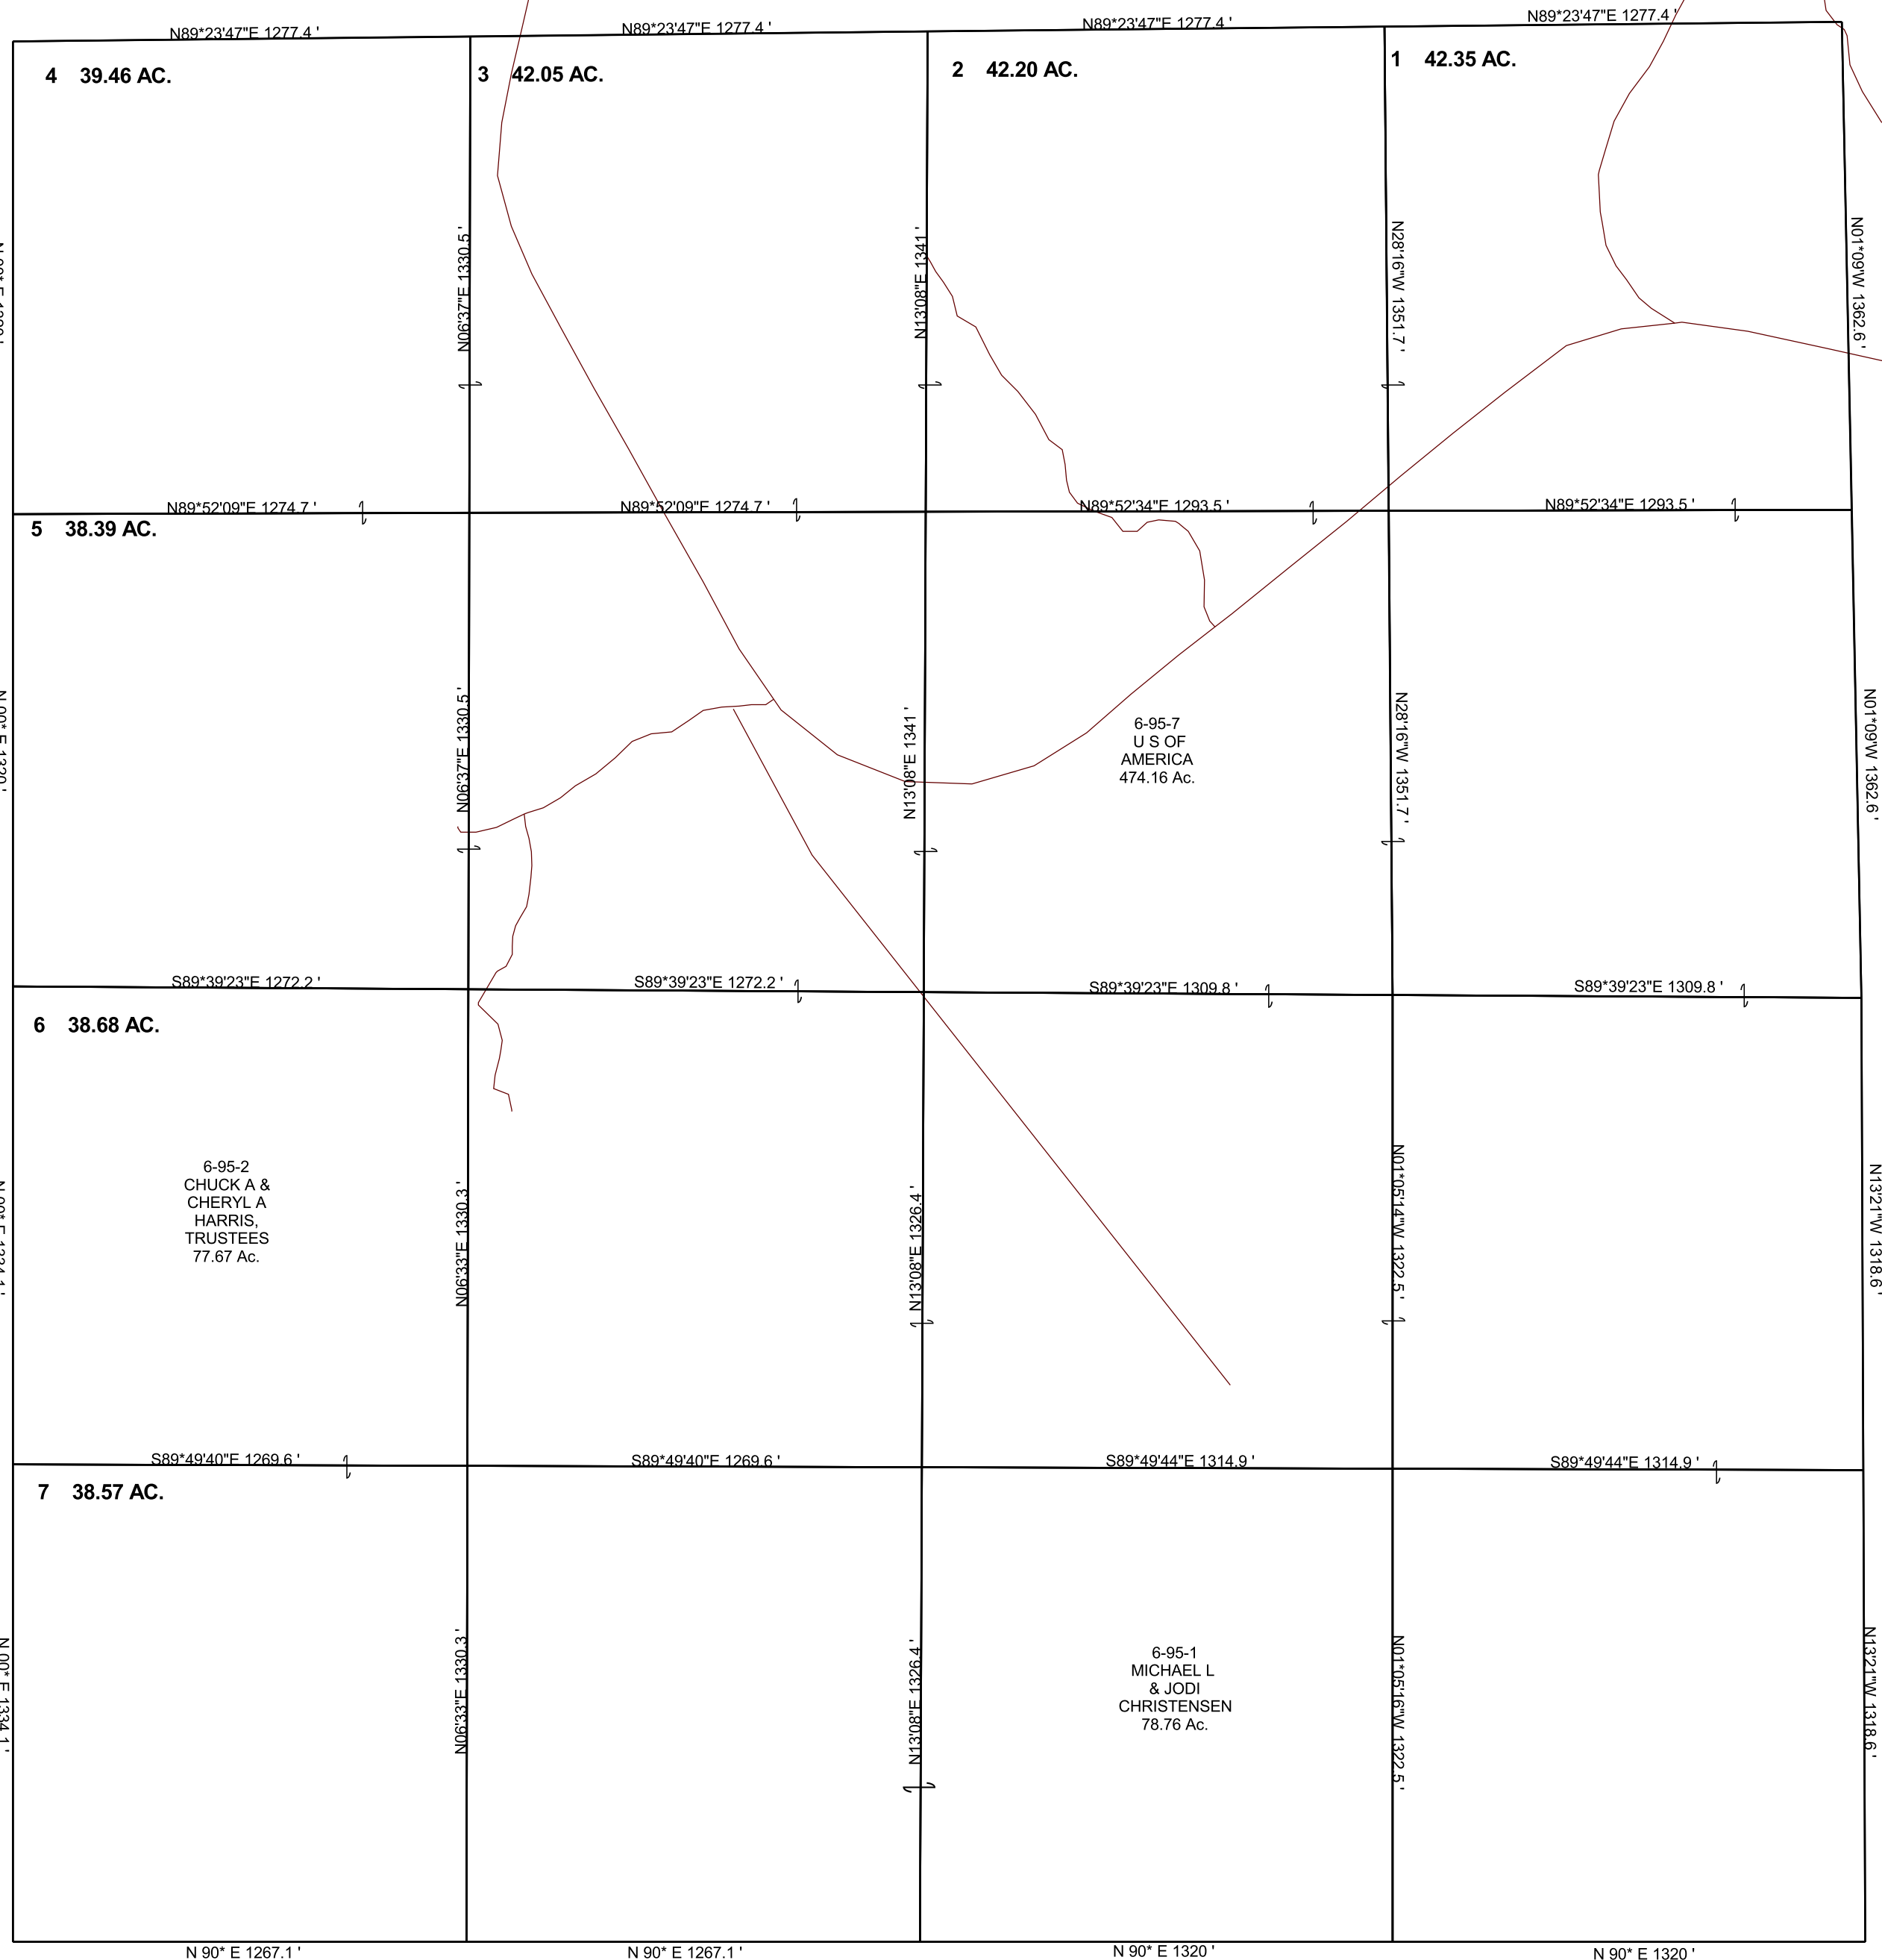 N89*23'47"E 1277.4 '
N89*23'47"E 1277.4 '
N89*23'47"E 1277.4 '
N89*23'47"E 1277.4 '
4 39.46 AC.
3 42.05 AC.
2 42.20 AC.
1 42.35 AC.
N06'37"E 1330.5 '
N13'08"E 1341 '
N28'16"W 1351.7 '
N01*09'W 1362.6 '
N89*52'09"E 1274.7 '
N89*52'09"E 1274.7 '
N89*52'34"E 1293.5 '
N89*52'34"E 1293.5 '
5 38.39 AC.
N 00* E 1320 '
N06'37"E 1330.5 '
N13'08"E 1341 '
6-95-7
U S OF
AMERICA
474.16 Ac.
N28'16"W 1351.7 '
N01*09'W 1362.6 '
S89*39'23"E 1272.2 '
S89*39'23"E 1272.2 '
S89*39'23"E 1309.8 '
S89*39'23"E 1309.8 '
6 38.68 AC.
6-95-2
CHUCK A &
CHERYL A
HARRIS,
TRUSTEES
77.67 Ac.
N06'33"E 1330.3 '
N13'08"E 1326.4 '
N01*05'14"W 1322.5 '
N13'21"W 1318.6 '
S89*49'40"E 1269.6 '
S89*49'40"E 1269.6 '
S89*49'44"E 1314.9 '
S89*49'44"E 1314.9 '
7 38.57 AC.
N 00* E 1334.1 '
N06'33"E 1330.3 '
N13'08"E 1326.4 '
6-95-1
MICHAEL L
& JODI
CHRISTENSEN
78.76 Ac.
N01*05'16"W 1322.5 '
N13'21"W 1318.6 '
N 90* E 1267.1 '
N 90* E 1267.1 '
N 90* E 1320 '
N 90* E 1320 '